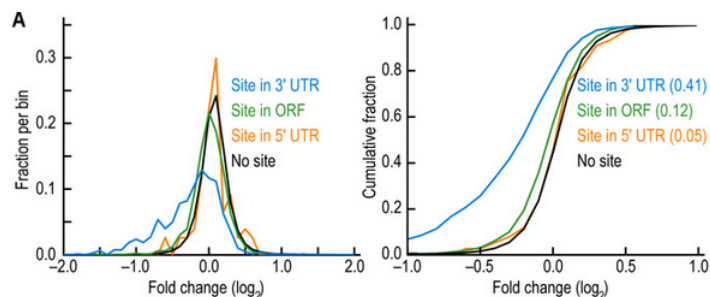 A
Fraction per bin
0.3
0.2
0.1
0.0
Site in 3' UTR
Site in ORF
Site in 5' UTR
No site
−2.0
−1.0
0.0
1.0
2.0
Fold change (log2)
Cumulative fraction
1.0
0.8
0.6
0.4
0.2
0.0
Site in 3' UTR (0.41)
Site in ORF (0.12)
Site in 5' UTR (0.05)
No site
−1.0
−0.5
0.0
0.5
1.0
Fold change (log2)